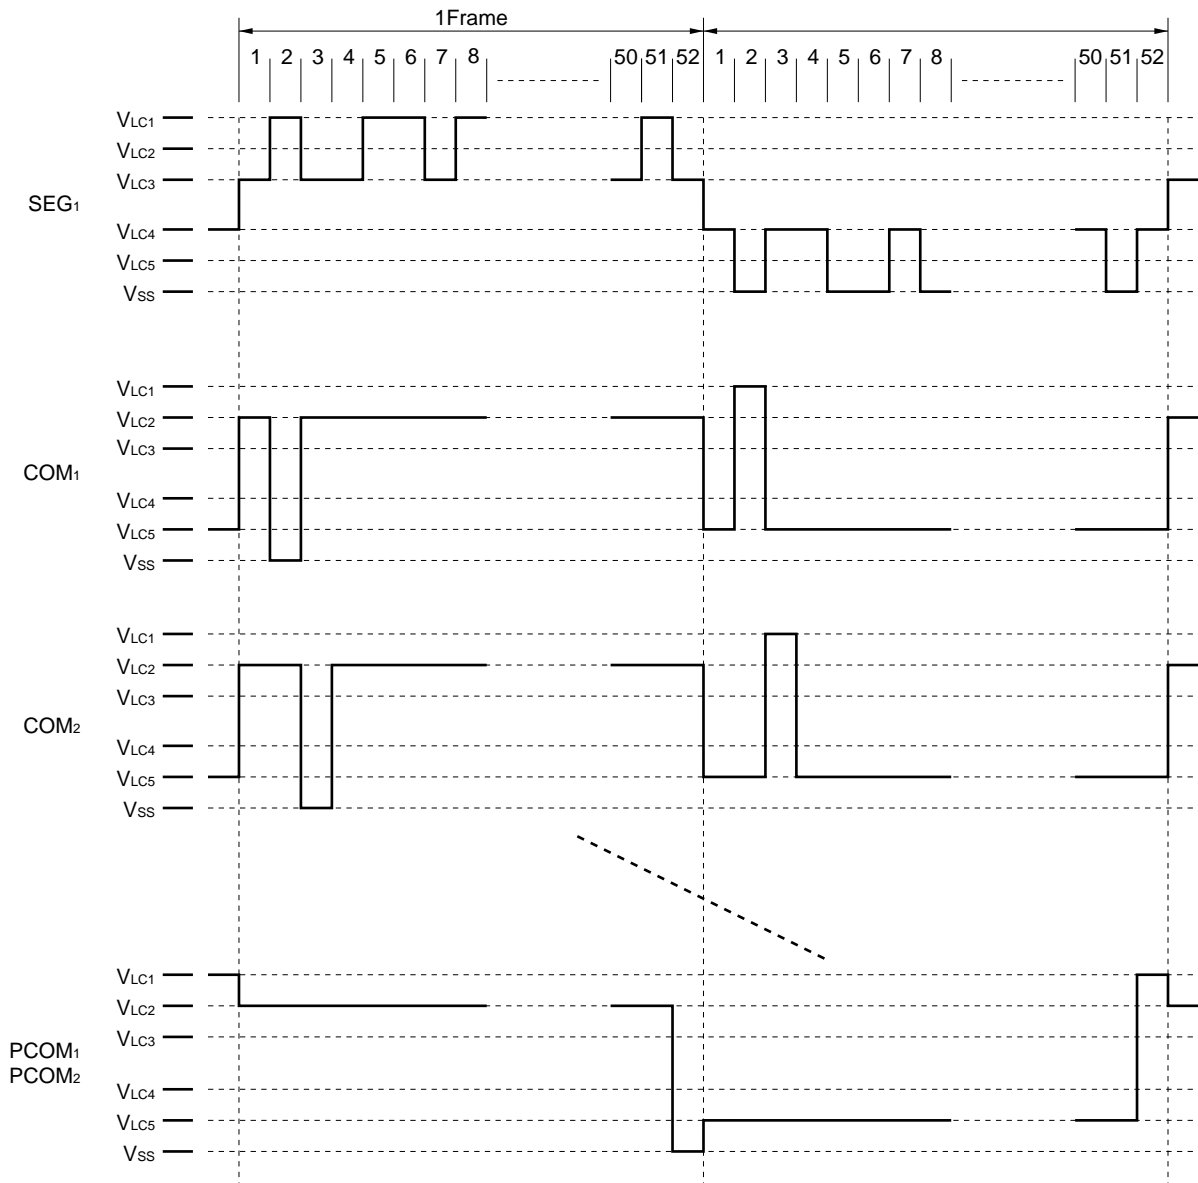 1Frame
1 2 3 4 5 6 7 8 50 51 52 1 2 3 4 5 6 7 8 50 51 52
SEG1
VLC1
VLC2
VLC3
VLC4
VLC5
VSS
COM1
VLC1
VLC2
VLC3
VLC4
VLC5
VSS
COM2
VLC1
VLC2
VLC3
VLC4
VLC5
VSS
PCOM1
PCOM2
VLC1
VLC2
VLC3
VLC4
VLC5
VSS